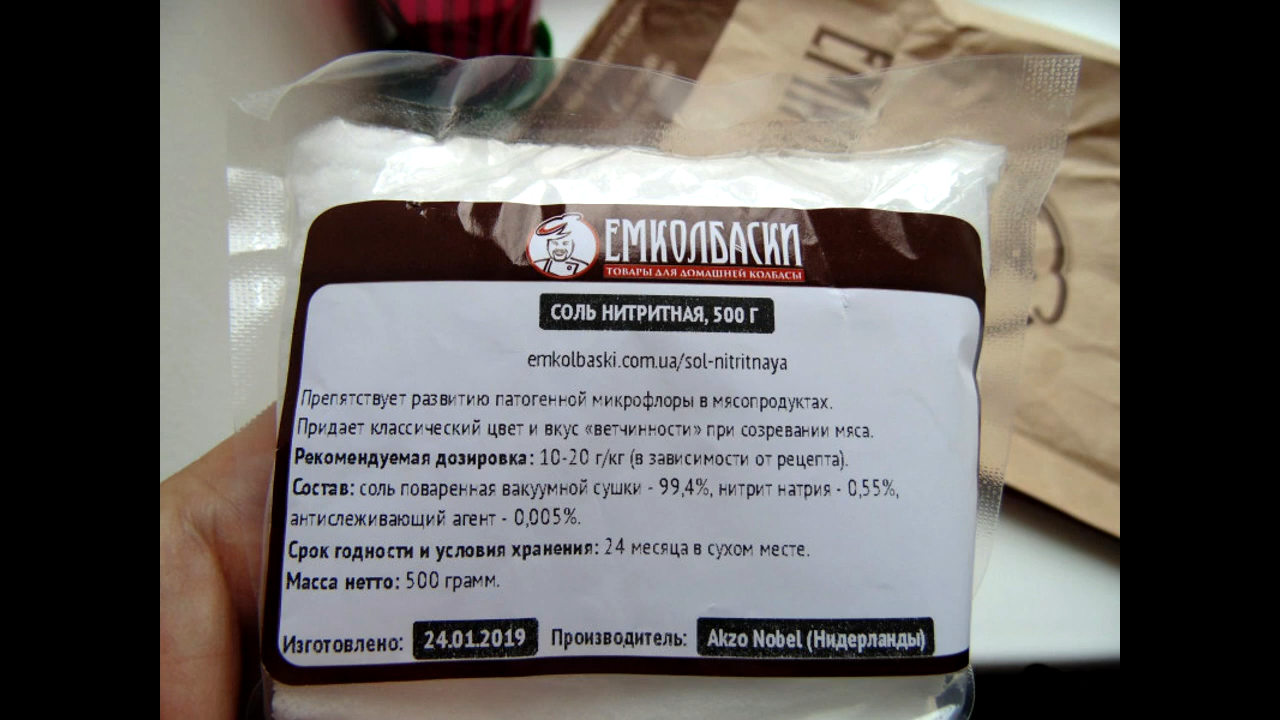 ЕМКОЛБАСКИ
ТОВАРЫ ДЛЯ ДОМАШНЕЙ КОЛБАСЫ
СОЛЬ НИТРИТНАЯ, 500 Г
emkolbaski.com.ua/sol-nitritnaya
Препятствует развитию патогенной микрофлоры в мясопродуктах.
Придает классический цвет и вкус «ветчинности» при созревании мяса.
Рекомендуемая дозировка: 10-20 г/кг (в зависимости от рецепта).
Состав: соль поваренная вакуумной сушки - 99,4%, нитрит натрия - 0,55%,
антислеживающий агент - 0,005%.
Срок годности и условия хранения: 24 месяца в сухом месте.
Масса нетто: 500 грамм.
Изготовлено: 24.01.2019 Производитель: Akzo Nobel (Нидерланды)